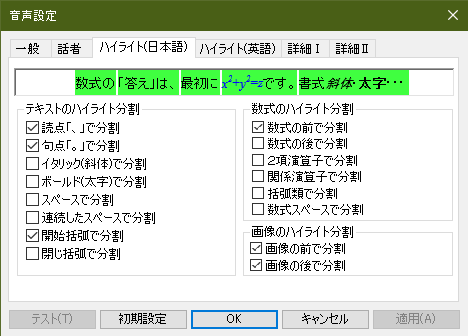 音声設定
一般 話者 ハイライト(日本語) ハイライト(英語) 詳細Ⅰ 詳細Ⅱ
数式の「答え」は、最初に x²+y²=z です。書式 斜体・太字・・・
テキストのハイライト分割
読点「、」で分割
句点「。」で分割
イタリック(斜体)で分割
ボールド(太字)で分割
スペースで分割
連続したスペースで分割
開始括弧で分割
閉じ括弧で分割
数式のハイライト分割
数式の前で分割
数式の後で分割
2項演算子で分割
関係演算子で分割
括弧類で分割
数式スペースで分割
画像のハイライト分割
画像の前で分割
画像の後で分割
テスト(T) 初期設定 OK キャンセル 適用(A)